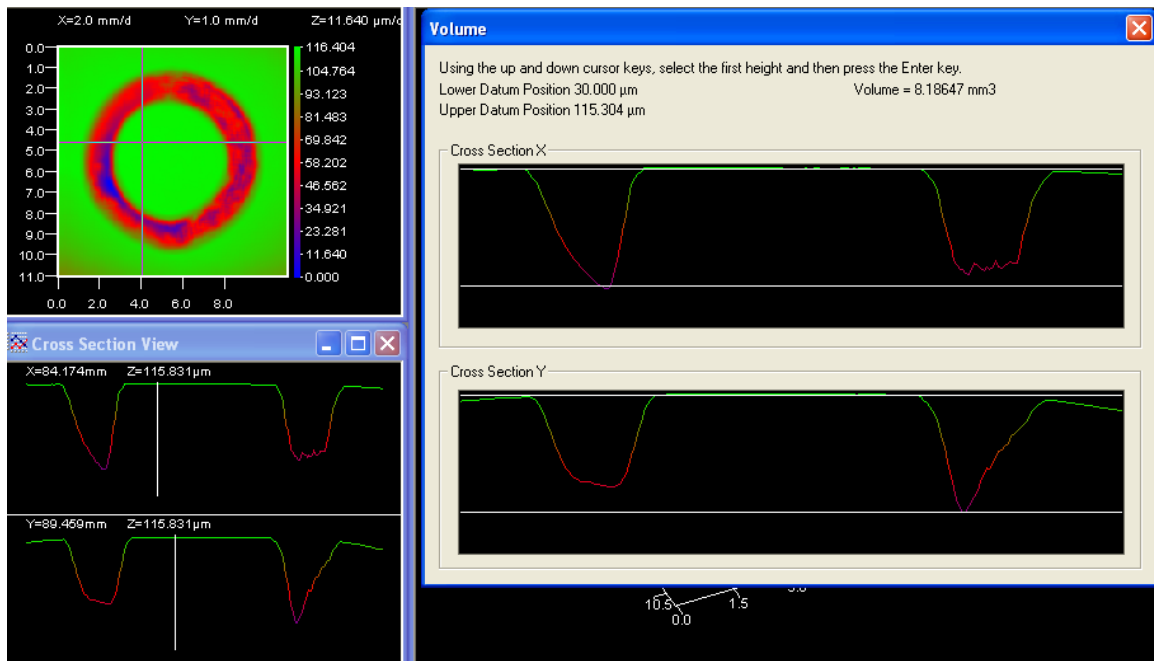 X=2.0 mm/d Y=1.0 mm/d Z=11.640 µm/d
0.0
1.0
2.0
3.0
4.0
5.0
6.0
7.0
8.0
9.0
10.0
11.0
0.0 2.0 4.0 6.0 8.0
116.404
104.764
93.123
81.483
69.842
58.202
46.562
34.921
23.281
11.640
0.000
Cross Section View
X=84.174mm Z=115.831µm
Y=89.459mm Z=115.831µm
Volume
Using the up and down cursor keys, select the first height and then press the Enter key.
Lower Datum Position 30.000 µm Volume = 8.18647 mm3
Upper Datum Position 115.304 µm
Cross Section X
Cross Section Y
10.5 1.5
0.0